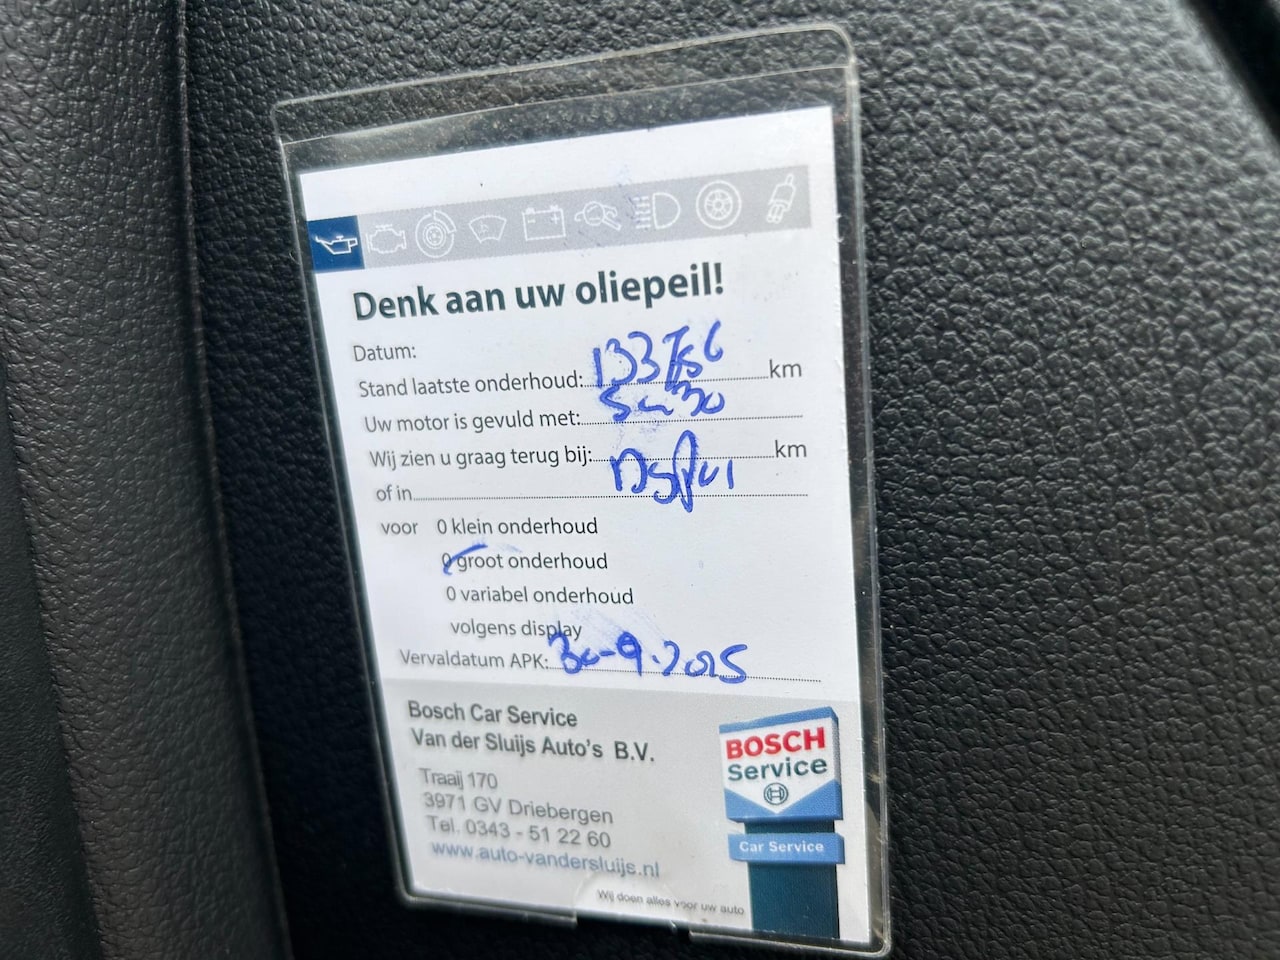 Denk aan uw oliepeil!
Datum:
Stand laatste onderhoud: km
Uw motor is gevuld met: 5w30
Wij zien u graag terug bij: km
of in Display
voor 0 klein onderhoud
0 groot onderhoud
0 variabel onderhoud
volgens display
Vervaldatum APK: 30-9-2025
Bosch Car Service
Van der Sluijs Auto's B.V.
Traaij 170
3971 GV Driebergen
Tel. 0343 - 51 22 60
www.auto-vandersluijs.nl
Wij doen alles voor uw auto
BOSCH
Service
Car Service